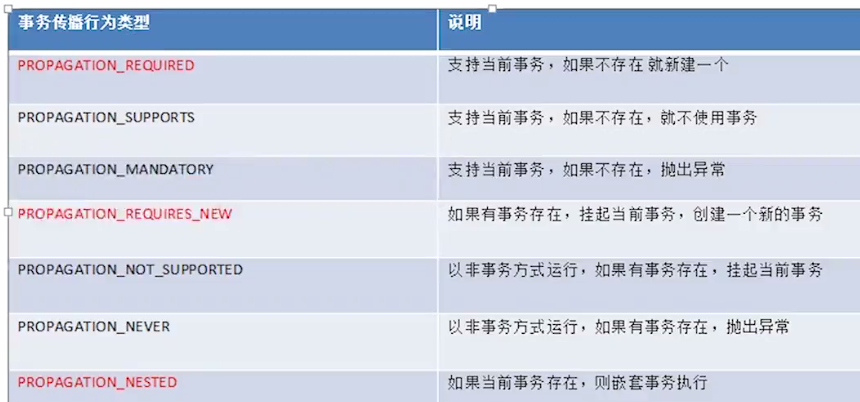 事务传播行为类型 说明
PROPAGATION_REQUIRED 支持当前事务，如果不存在 就新建一个
PROPAGATION_SUPPORTS 支持当前事务，如果不存在，就不使用事务
PROPAGATION_MANDATORY 支持当前事务，如果不存在，抛出异常
PROPAGATION_REQUIRES_NEW 如果有事务存在，挂起当前事务，创建一个新的事务
PROPAGATION_NOT_SUPPORTED 以非事务方式运行，如果有事务存在，挂起当前事务
PROPAGATION_NEVER 以非事务方式运行，如果有事务存在，抛出异常
PROPAGATION_NESTED 如果当前事务存在，则嵌套事务执行